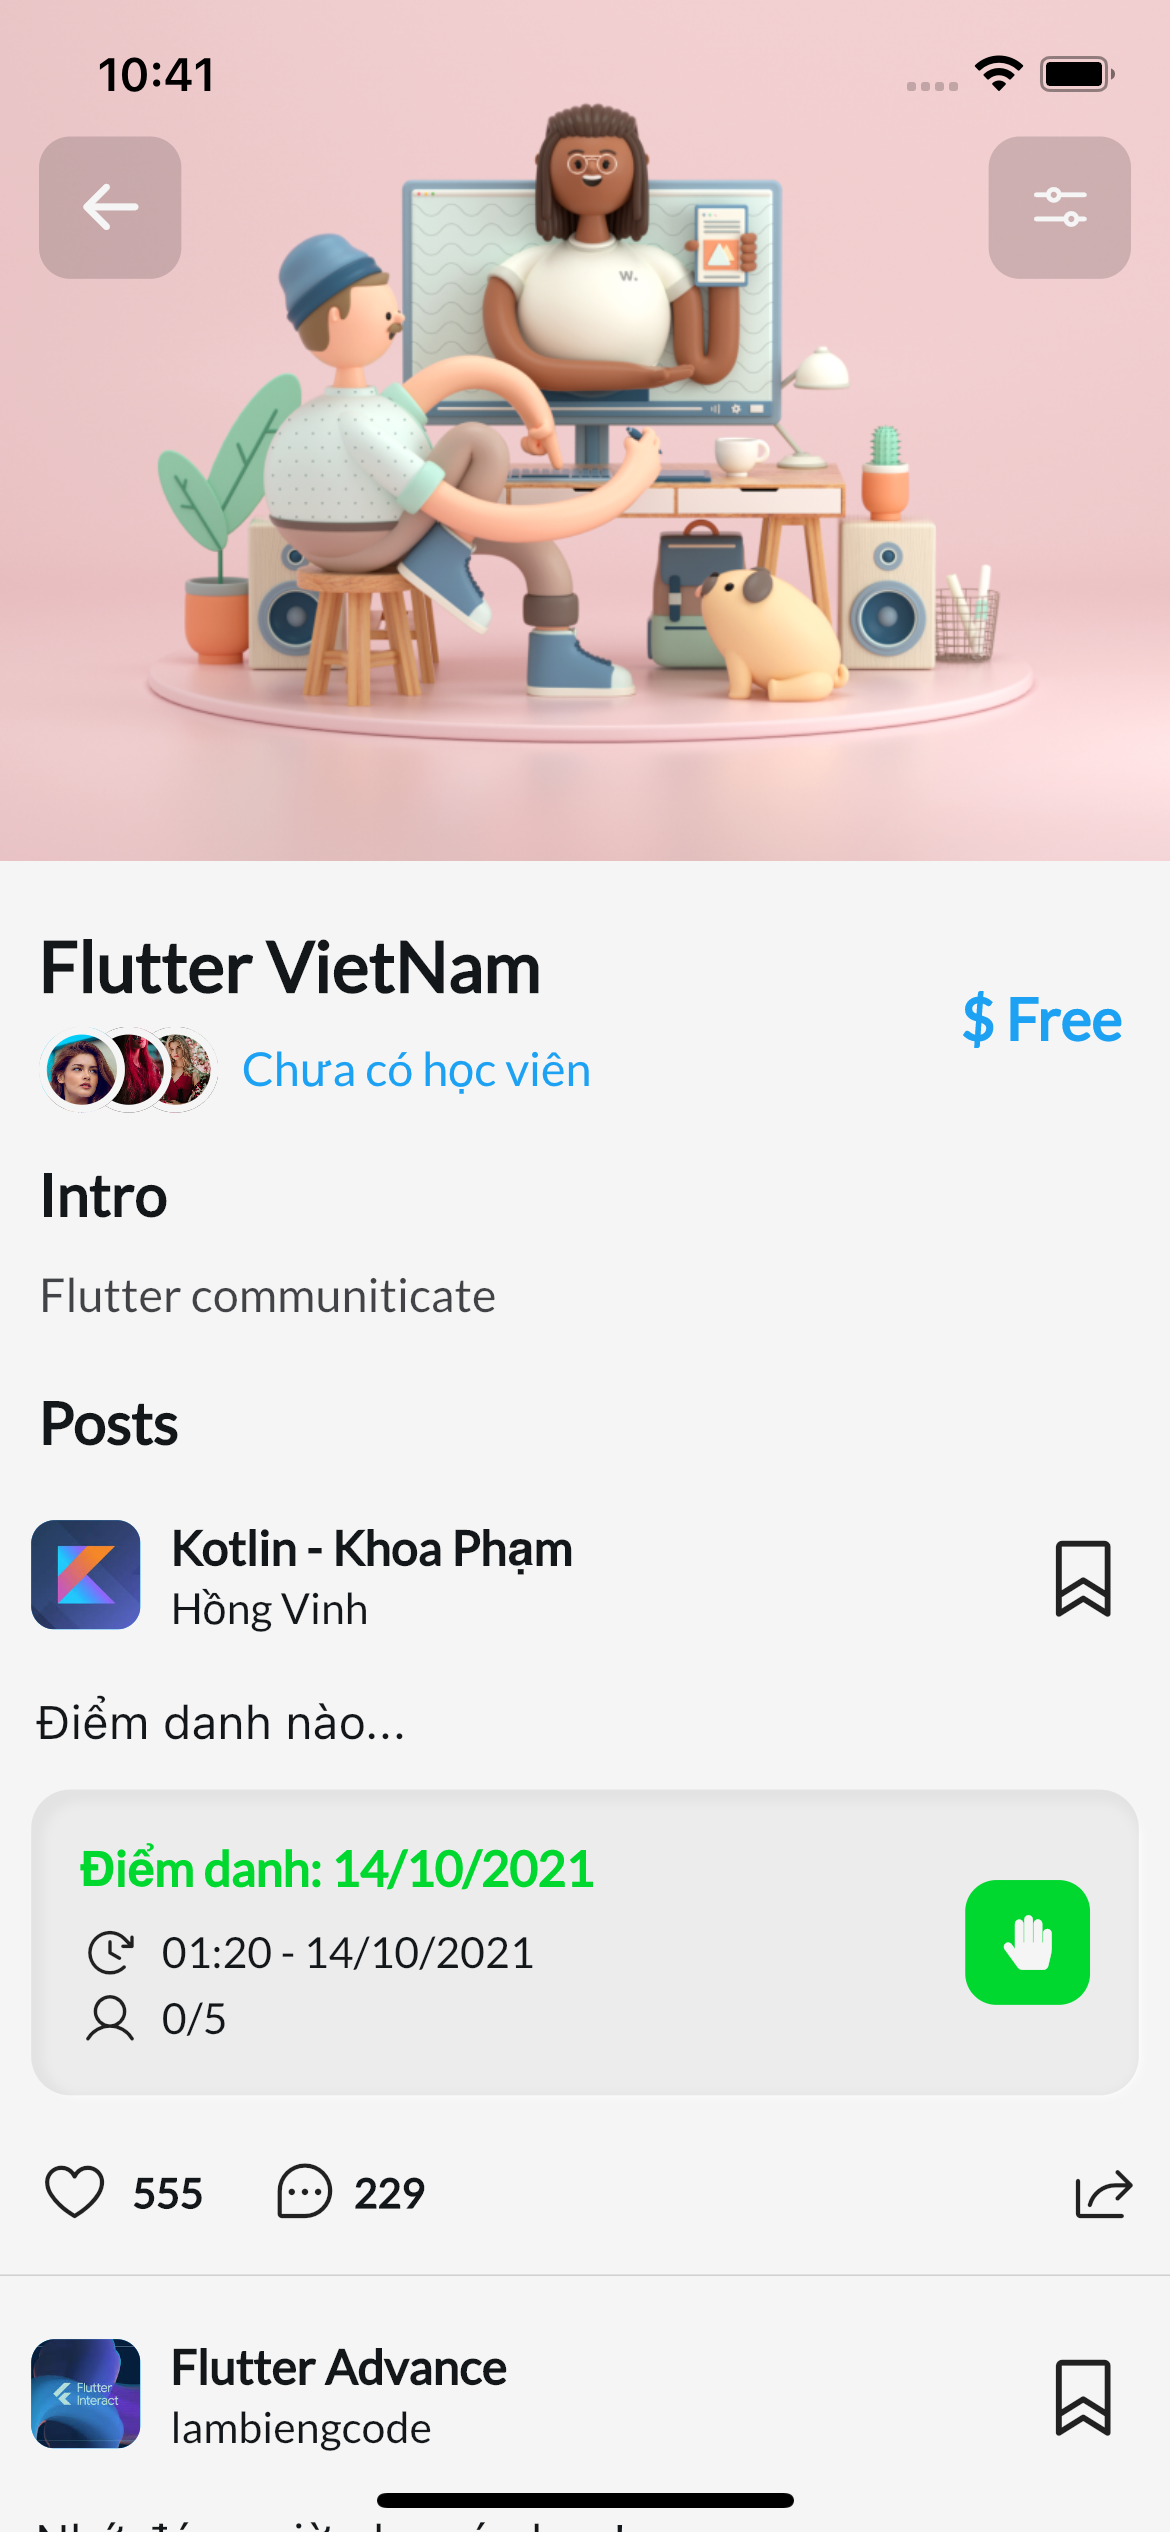 10:41
w.
Flutter VietNam
$ Free
Chưa có học viên
Intro
Flutter communiticate
Posts
Kotlin - Khoa Phạm
Hồng Vinh
Điểm danh nào...
Điểm danh: 14/10/2021
01:20 - 14/10/2021
0/5
555
229
Flutter
Interact
Flutter Advance
lambiengcode